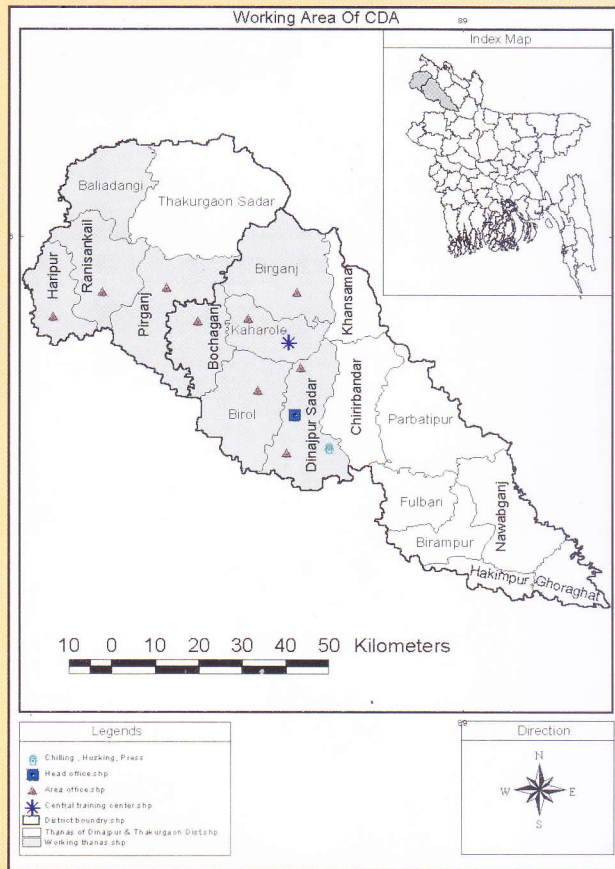 Working Area Of CDA
89
Index Map
Baliadangi
Thakurgaon Sadar
Haripur
Ranisankail
Pirganj
Bochaganj
Birganj
Kaharole
Khansama
Birol
Dinajpur Sadar
Chirirbandar
Parbatipur
Fulbari
Birampur
Nawabganj
Hakimpur
Ghoraghat
10 0 10 20 30 40 50 Kilometers
89
Legends
Chilling , Husking, Press
Head office.shp
Area office.shp
Central training center.shp
District boundry.shp
Thanas of Dinajpur & Thakurgaon Dist.shp
Working thanas.shp
Direction
N
W E
S